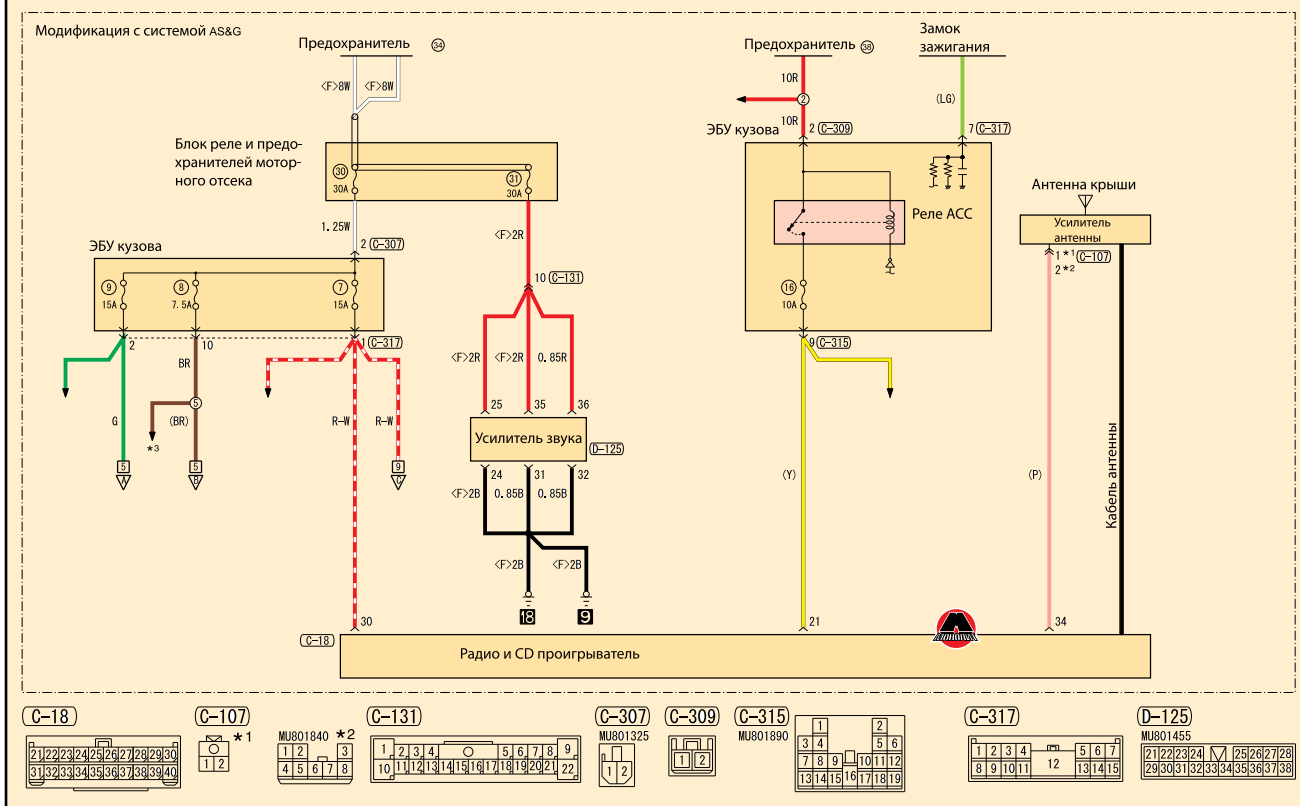 Модификация с системой AS&G
Предохранитель 34
Предохранитель 38
Замок
зажигания
<F>8W <F>8W
10R
2
10R
(LG)
ЭБУ кузова 2 C-309
7 C-317
Блок реле и предо-
хранителей мотор-
ного отсека
30
30A
31
30A
Реле ACC
16
10A
Антенна крыши
Усилитель
антенны
1 *1 C-107
2 *2
1.25W
<F>2R
2 C-307
ЭБУ кузова
9
15A
8
7.5A
7
15A
10 C-131
2
10
1 C-317
9 C-315
BR
<F>2R <F>2R 0.85R
5
G
(BR)
*3
R-W
R-W
25 35 36
Усилитель звука
D-125
24 31 32
<F>2B 0.85B 0.85B
5
A
5
B
9
C
(Y)
(P)
Кабель антенны
<F>2B <F>2B
18 9
C-18
30
21
34
Радио и CD проигрыватель
C-18
21 22 23 24 25 26 27 28 29 30
31 32 33 34 35 36 37 38 39 40
C-107
*1
1 2
MU801840 *2
1 2 3
4 5 6 7 8
C-131
1 2 3 4 5 6 7 8 9
10 11 12 13 14 15 16 17 18 19 20 21 22
C-307
MU801325
1 2
C-309
1 2
C-315
MU801890
1 2
3 4 5 6
7 8 9 10 11 12
13 14 15 16 17 18 19
C-317
1 2 3 4 5 6 7
8 9 10 11 12 13 14 15
D-125
MU801455
21 22 23 24 25 26 27 28
29 30 31 32 33 34 35 36 37 38